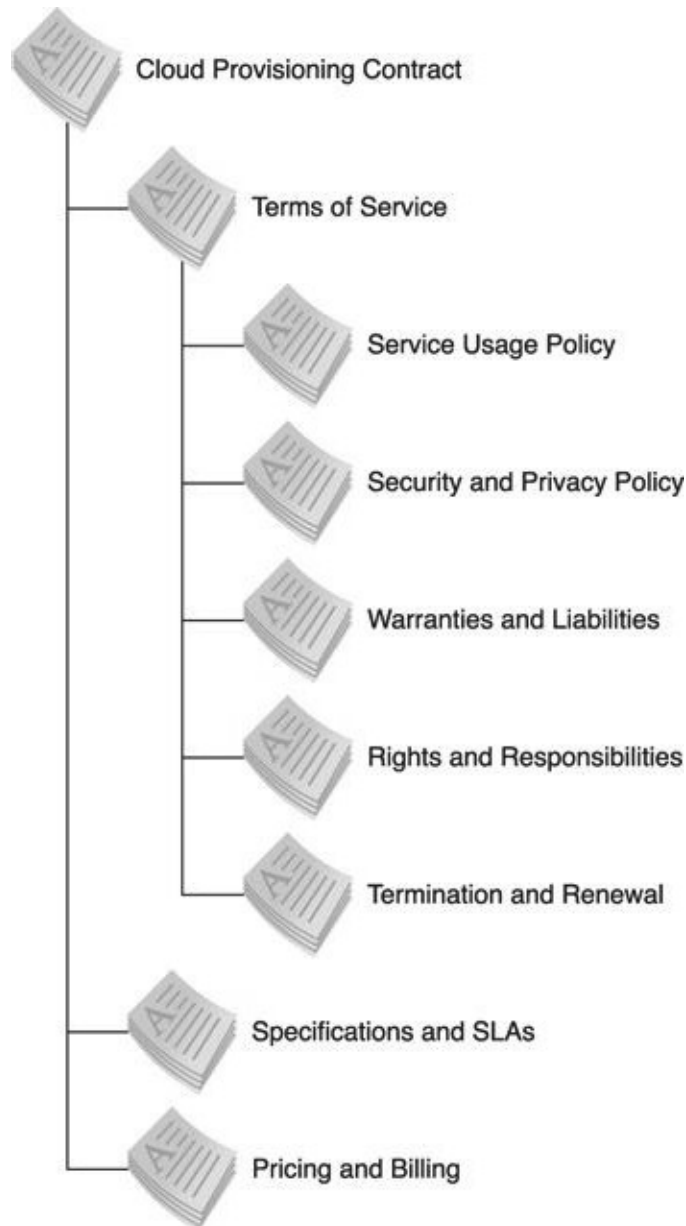 Cloud Provisioning Contract
Terms of Service
Service Usage Policy
Security and Privacy Policy
Warranties and Liabilities
Rights and Responsibilities
Termination and Renewal
Specifications and SLAs
Pricing and Billing